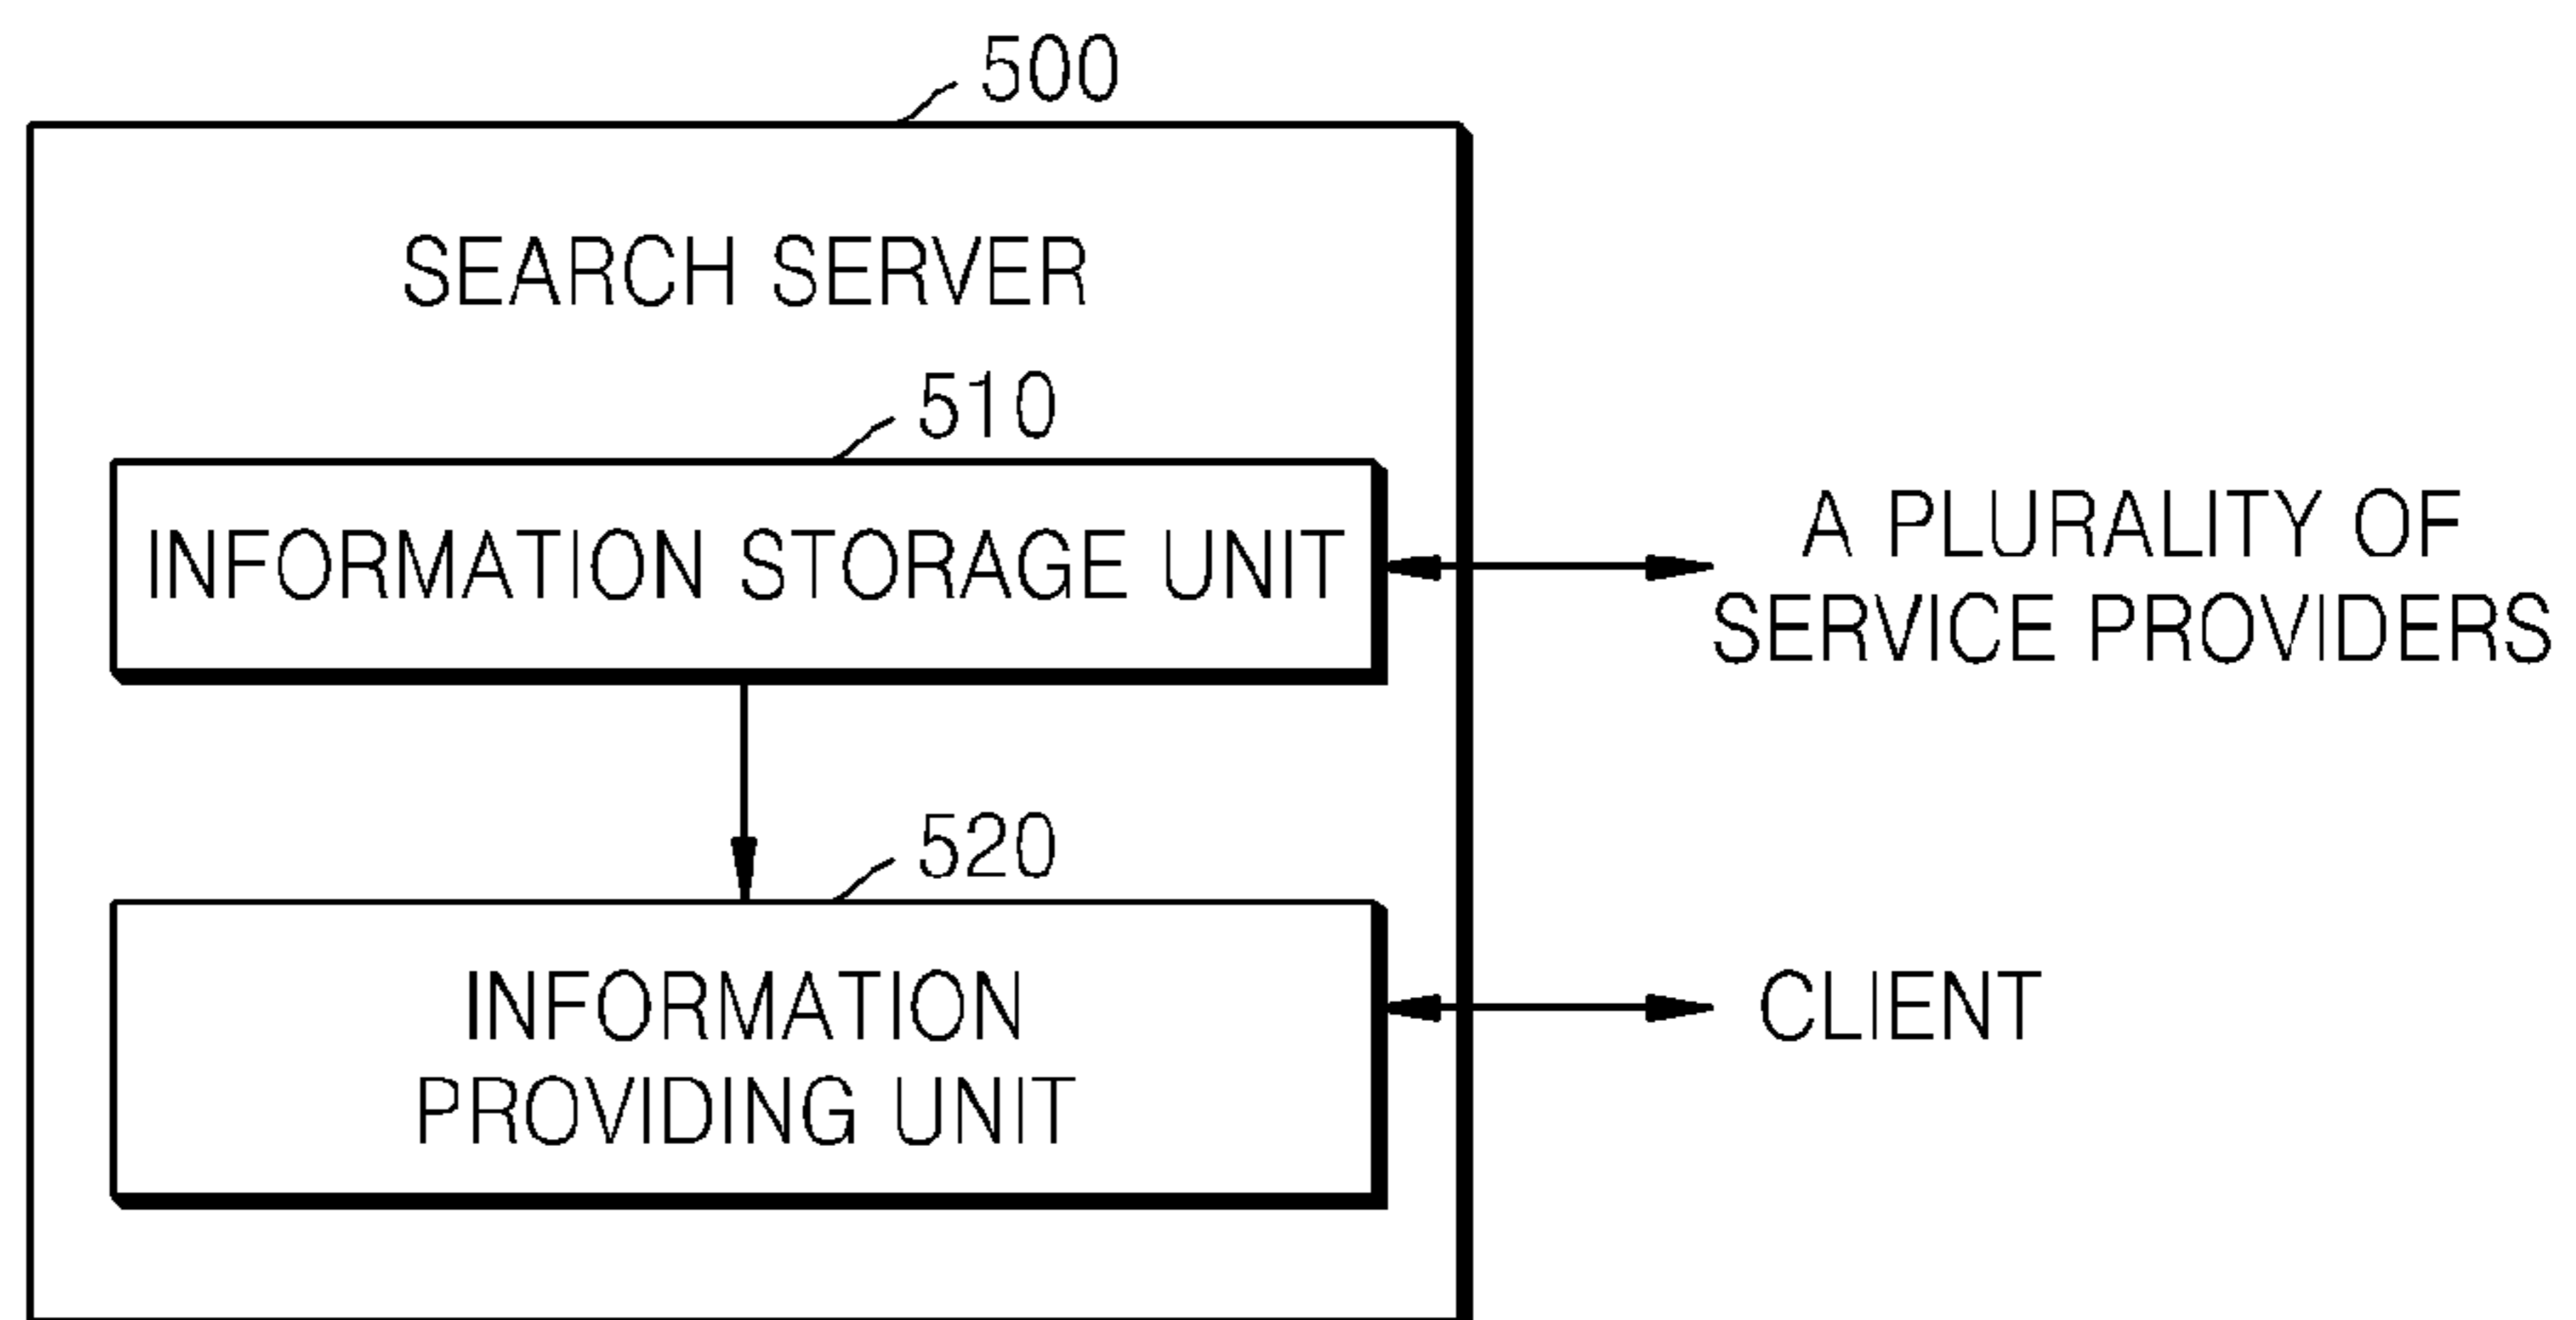 500
SEARCH SERVER
510
INFORMATION STORAGE UNIT
A PLURALITY OF
SERVICE PROVIDERS
520
INFORMATION
PROVIDING UNIT
CLIENT